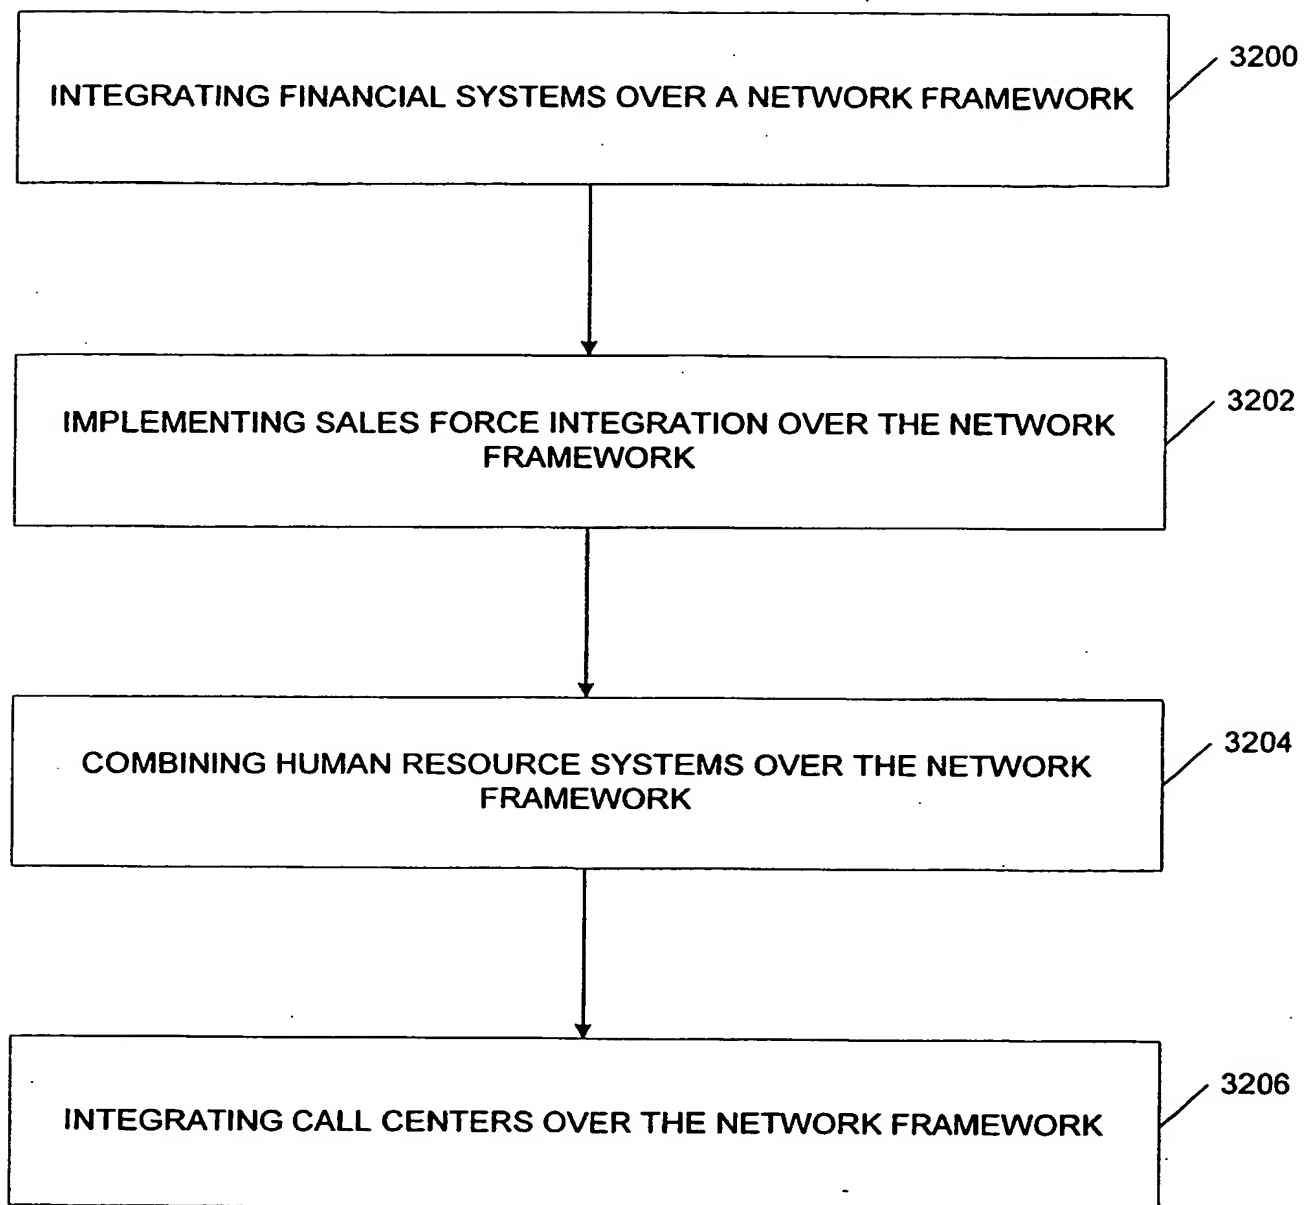 3200
INTEGRATING FINANCIAL SYSTEMS OVER A NETWORK FRAMEWORK
3202
IMPLEMENTING SALES FORCE INTEGRATION OVER THE NETWORK
FRAMEWORK
3204
COMBINING HUMAN RESOURCE SYSTEMS OVER THE NETWORK
FRAMEWORK
3206
INTEGRATING CALL CENTERS OVER THE NETWORK FRAMEWORK